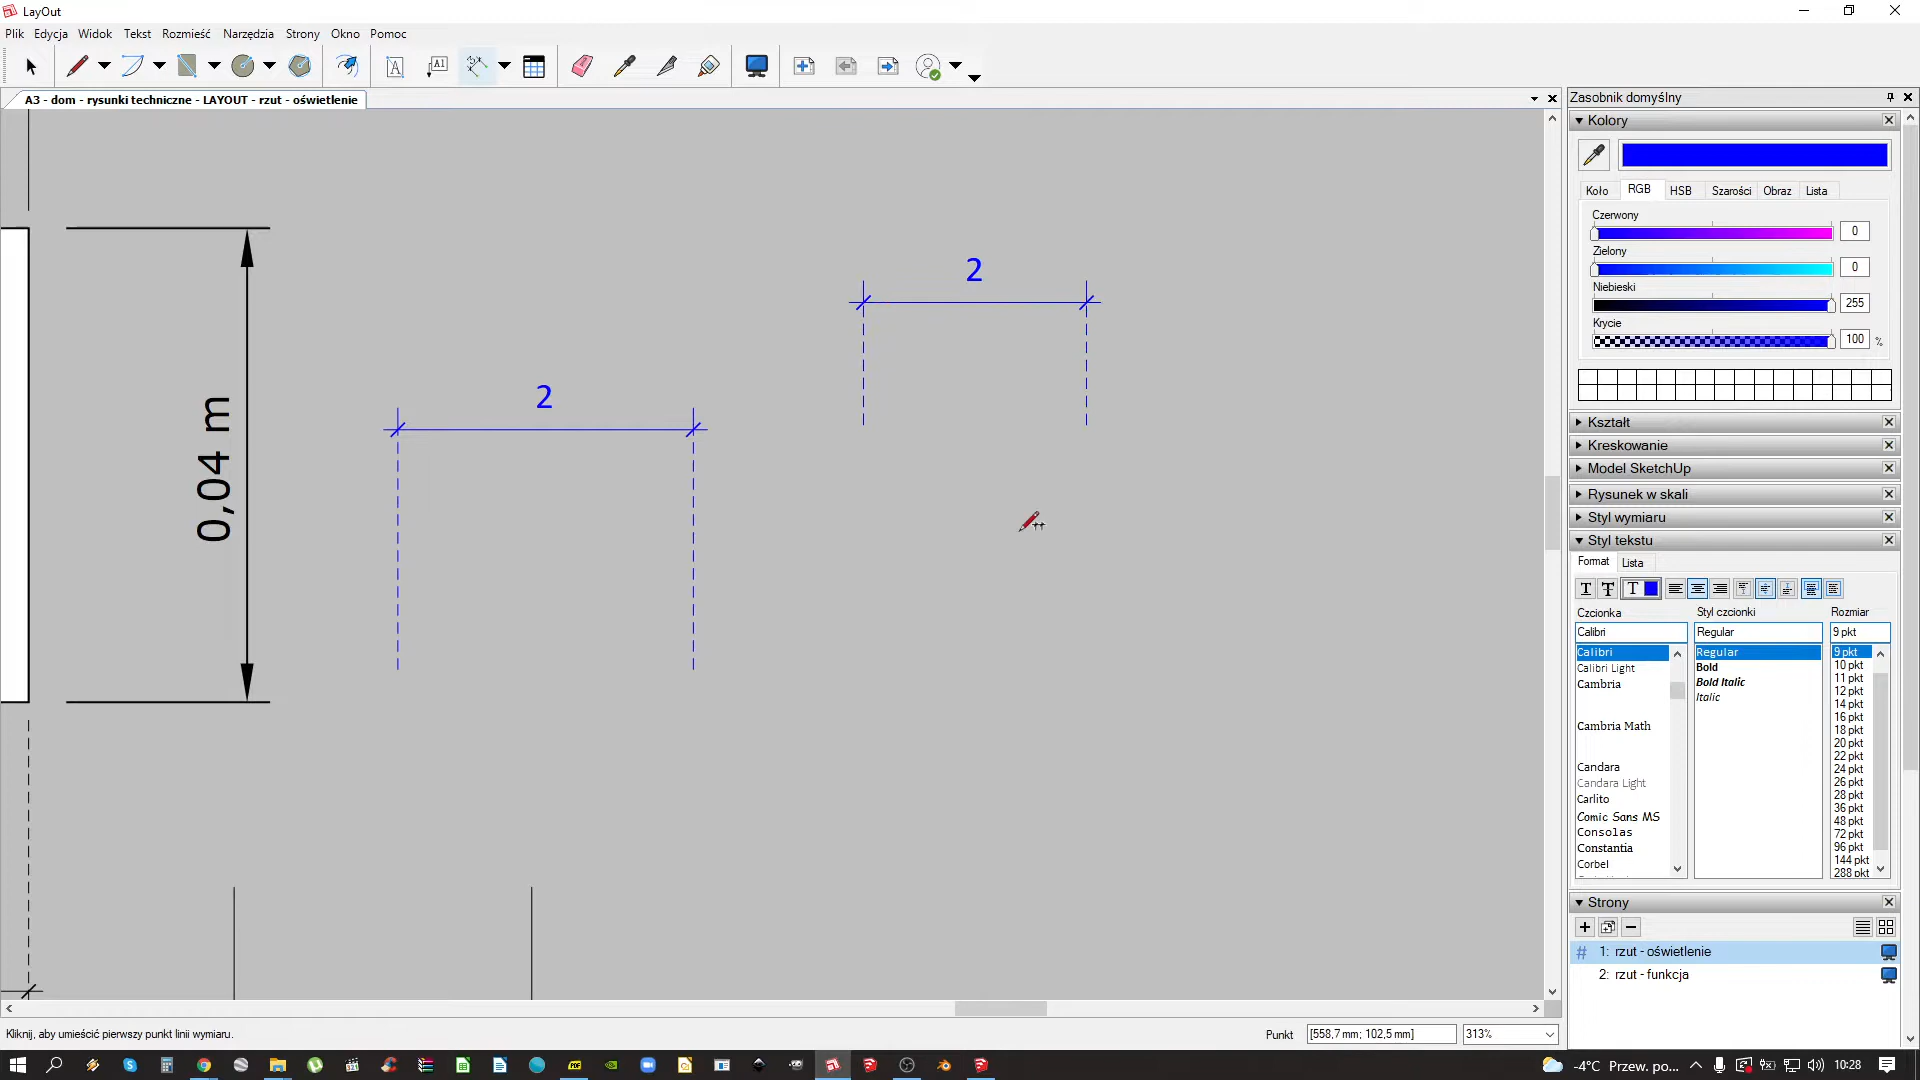 LayOut
Plik Edycja Widok Tekst Rozmieść Narzędzia Strony Okno Pomoc
A1
A3 - dom - rysunki techniczne - LAYOUT - rzut - oświetlenie
0,04 m
2
2
Zasobnik domyślny
Kolory
Koło RGB HSB Szarości Obraz Lista
Czerwony
0
Zielony
0
Niebieski
255
Krycie
100 %
Kształt
Kreskowanie
Model SketchUp
Rysunek w skali
Styl wymiaru
Styl tekstu
Format Lista
Czcionka Styl czcionki Rozmiar
Calibri Regular 9 pkt
Calibri Regular 9 pkt
Calibri Light Bold 10 pkt
Cambria Bold Italic 11 pkt
Italic 12 pkt
14 pkt
16 pkt
Cambria Math 18 pkt
20 pkt
22 pkt
Candara 24 pkt
Candara Light 26 pkt
Carlito 28 pkt
Comic Sans MS 36 pkt
Consolas 48 pkt
Constantia 72 pkt
Corbel 96 pkt
144 pkt
288 pkt
Strony
# 1: rzut - oświetlenie
2: rzut - funkcja
Kliknij, aby umieścić pierwszy punkt linii wymiaru.
Punkt [558,7 mm; 102,5 mm] 313%
-4°C Przew. po... 10:28